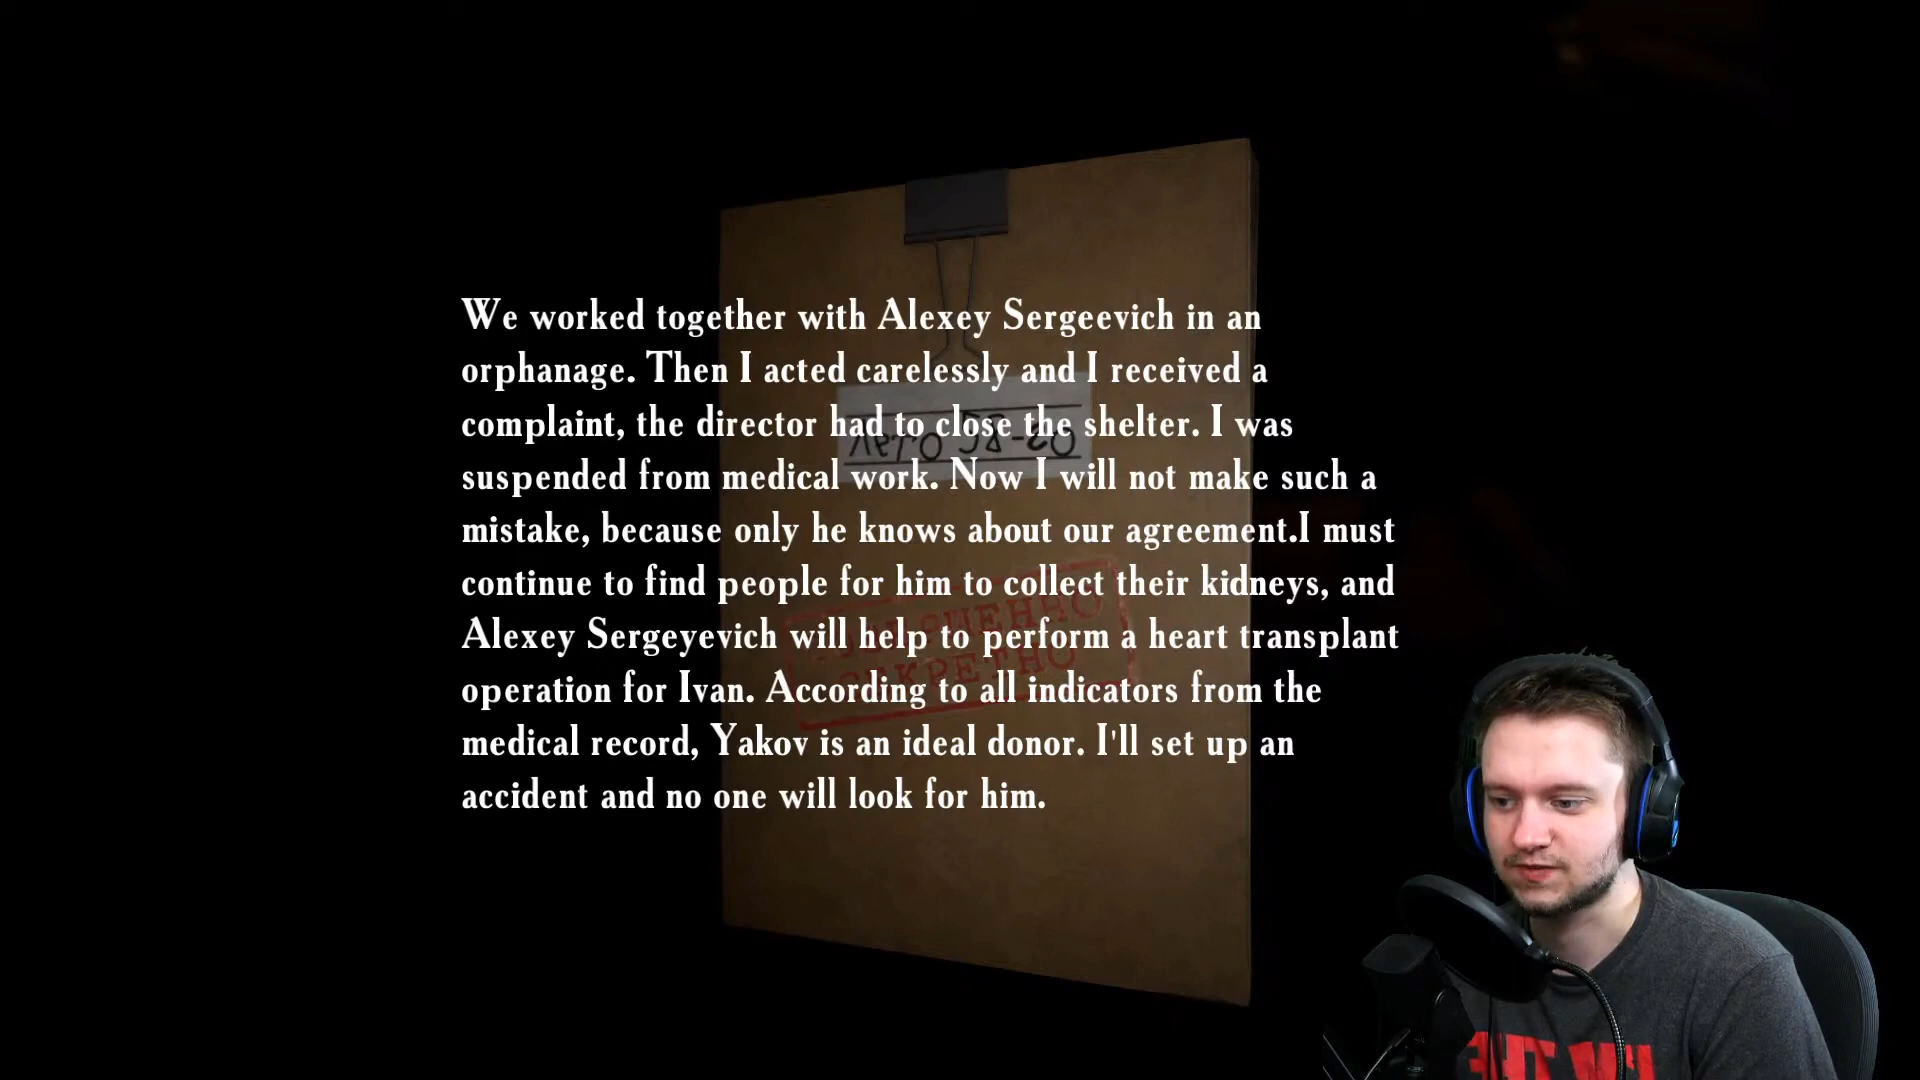 We worked together with Alexey Sergeevich in an
orphanage. Then I acted carelessly and I received a
complaint, the director had to close the shelter. I was
suspended from medical work. Now I will not make such a
mistake, because only he knows about our agreement.I must
continue to find people for him to collect their kidneys, and
Alexey Sergeyevich will help to perform a heart transplant
operation for Ivan. According to all indicators from the
medical record, Yakov is an ideal donor. I'll set up an
accident and no one will look for him.